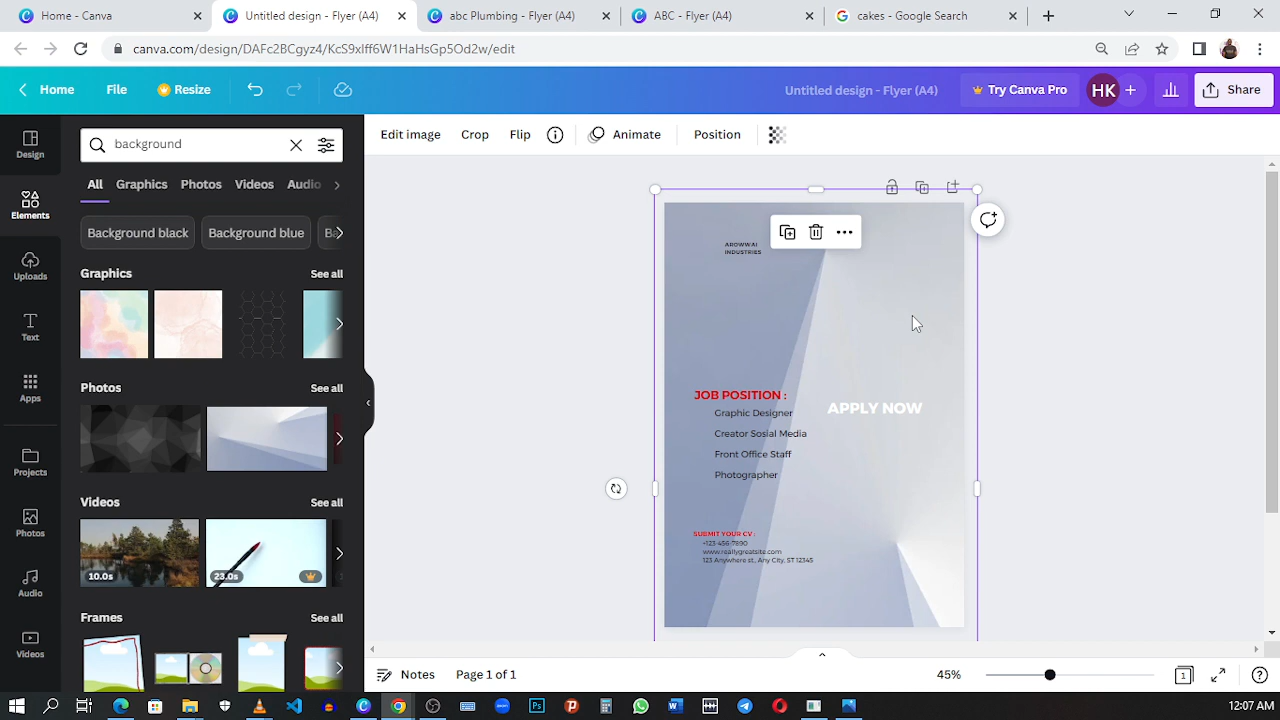 Home - Canva
Untitled design - Flyer (A4)
abc Plumbing - Flyer (A4)
ABC - Flyer (A4)
cakes - Google Search
canva.com/design/DAFc2BCgyz4/KcS9xIff6W1HaHsGp5Od2w/edit
Home
File
Resize
Untitled design - Flyer (A4)
Try Canva Pro
HK
Share
Design
Elements
Uploads
Text
Apps
Projects
Photos
Audio
Videos
background
All
Graphics
Photos
Videos
Audio
Background black
Background blue
Ba
Graphics
See all
Photos
See all
Videos
See all
10.0s
23.0s
Frames
See all
Edit image
Crop
Flip
Animate
Position
AROWWAI
INDUSTRIES
JOB POSITION :
Graphic Designer
Creator Sosial Media
Front Office Staff
Photographer
APPLY NOW
SUBMIT YOUR CV :
+123-456-7890
www.reallygreatsite.com
123 Anywhere st., Any City, ST 12345
Notes
Page 1 of 1
45%
1
12:07 AM